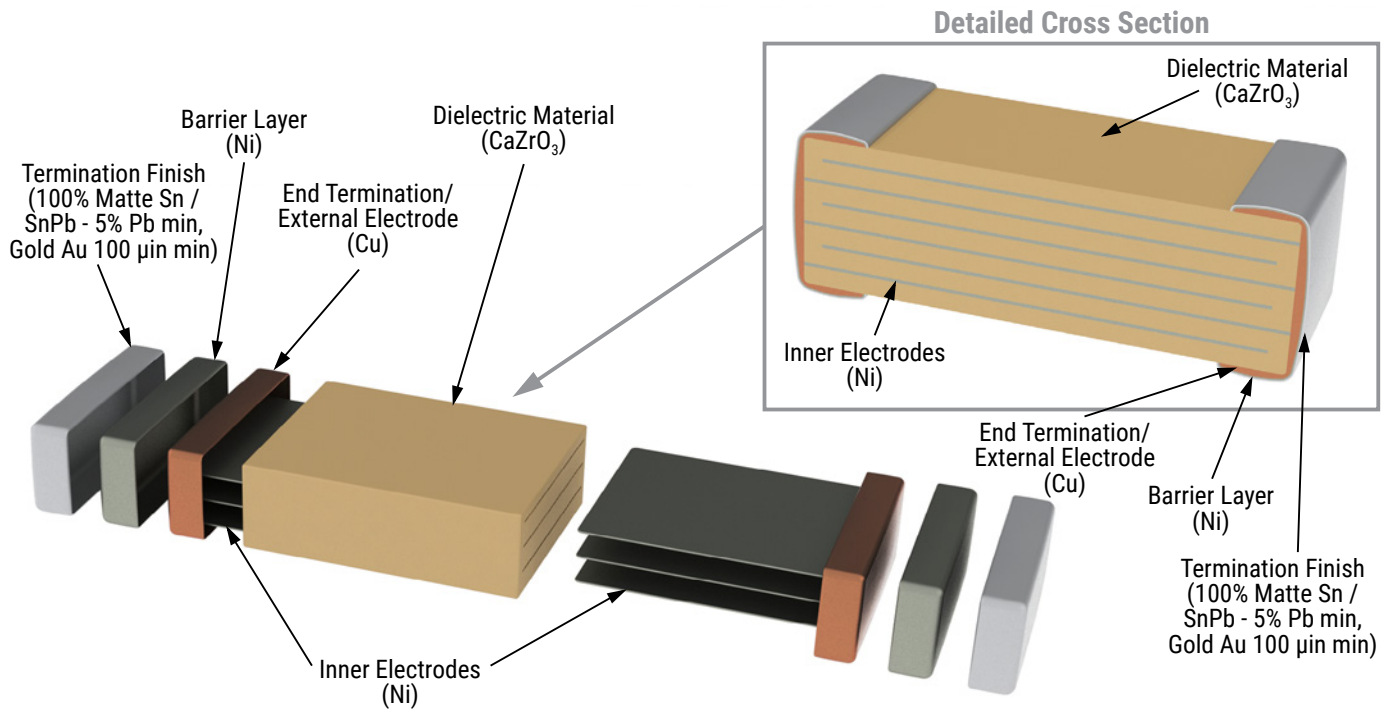 Detailed Cross Section
Dielectric Material
(CaZrO₃)
Barrier Layer
(Ni)
Dielectric Material
(CaZrO₃)
Termination Finish
(100% Matte Sn /
SnPb - 5% Pb min,
Gold Au 100 µin min)
End Termination/
External Electrode
(Cu)
Inner Electrodes
(Ni)
End Termination/
External Electrode
(Cu)
Barrier Layer
(Ni)
Termination Finish
(100% Matte Sn /
SnPb - 5% Pb min,
Gold Au 100 µin min)
Inner Electrodes
(Ni)